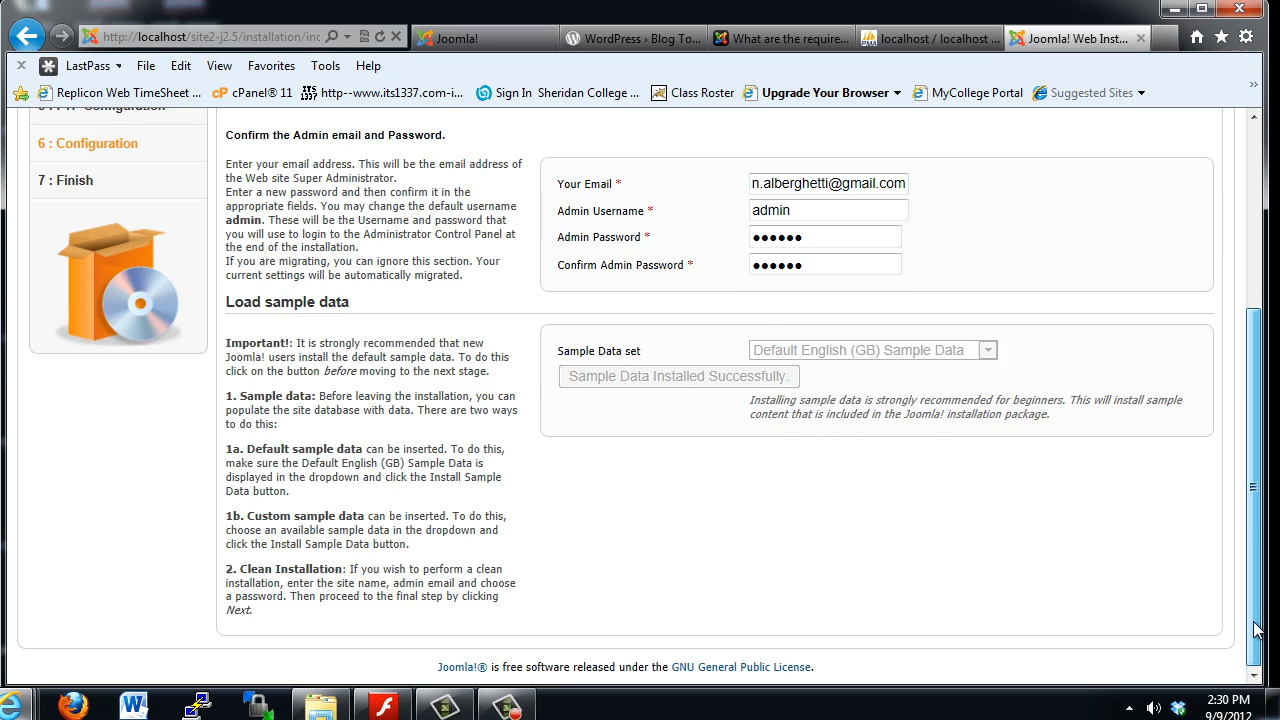 http://localhost/site2-j2.5/installation/inc
Joomla!
WordPress › Blog To...
What are the require...
localhost / localhost ...
Joomla! Web Inst...
LastPass
File
Edit
View
Favorites
Tools
Help
Replicon Web TimeSheet ...
cPanel® 11
http--www.its1337.com-i...
Sign In Sheridan College ...
Class Roster
Upgrade Your Browser
MyCollege Portal
Suggested Sites
6 : Configuration
7 : Finish
Confirm the Admin email and Password.
Enter your email address. This will be the email address of
the Web site Super Administrator.
Enter a new password and then confirm it in the
appropriate fields. You may change the default username
admin. These will be the Username and password that
you will use to login to the Administrator Control Panel at
the end of the installation.
If you are migrating, you can ignore this section. Your
current settings will be automatically migrated.
Your Email *
n.alberghetti@gmail.com
Admin Username *
admin
Admin Password *
●●●●●●
Confirm Admin Password *
●●●●●●
Load sample data
Important!: It is strongly recommended that new
Joomla! users install the default sample data. To do this
click on the button before moving to the next stage.
1. Sample data: Before leaving the installation, you can
populate the site database with data. There are two ways
to do this:
1a. Default sample data can be inserted. To do this,
make sure the Default English (GB) Sample Data is
displayed in the dropdown and click the Install Sample
Data button.
1b. Custom sample data can be inserted. To do this,
choose an available sample data in the dropdown and
click the Install Sample Data button.
2. Clean Installation: If you wish to perform a clean
installation, enter the site name, admin email and choose
a password. Then proceed to the final step by clicking
Next.
Sample Data set
Default English (GB) Sample Data
Sample Data Installed Successfully.
Installing sample data is strongly recommended for beginners. This will install sample
content that is included in the Joomla! installation package.
Joomla!® is free software released under the GNU General Public License.
2:30 PM
9/9/2012